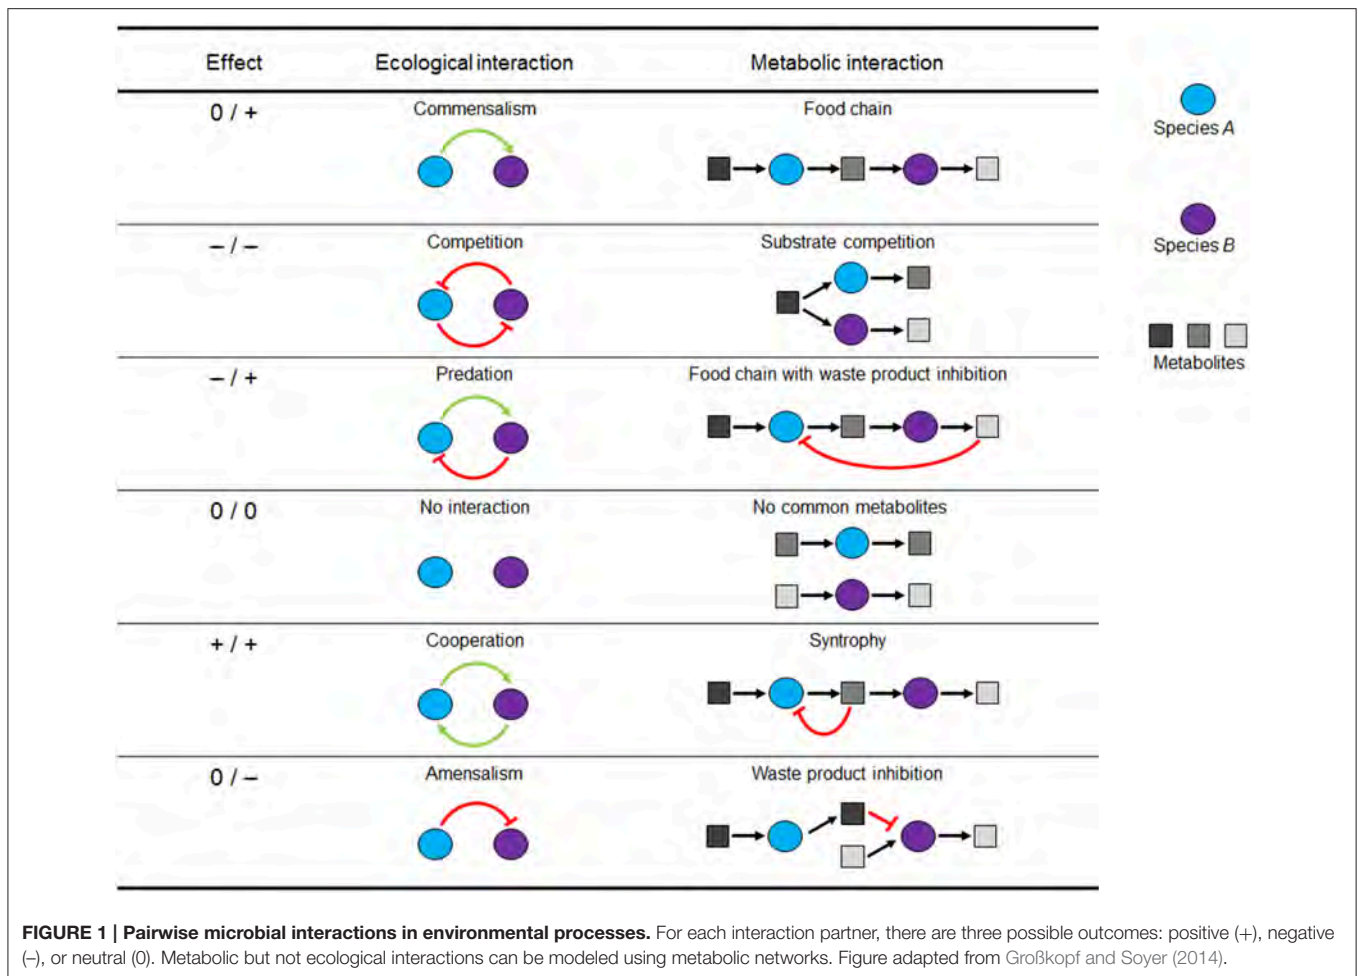 Effect Ecological interaction Metabolic interaction
0 / + Commensalism Food chain
Species A
– / – Competition Substrate competition
Species B
– / + Predation Food chain with waste product inhibition
Metabolites
0 / 0 No interaction No common metabolites
+ / + Cooperation Syntrophy
0 / – Amensalism Waste product inhibition
FIGURE 1 | Pairwise microbial interactions in environmental processes. For each interaction partner, there are three possible outcomes: positive (+), negative
(–), or neutral (0). Metabolic but not ecological interactions can be modeled using metabolic networks. Figure adapted from Großkopf and Soyer (2014).